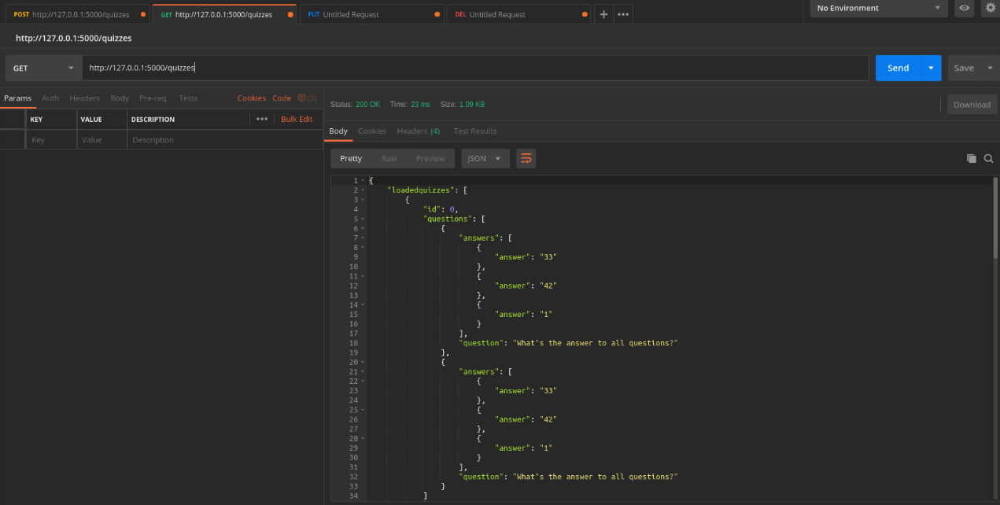 POST http://127.0.0.1:5000/quizzes GET http://127.0.0.1:5000/quizzes PUT Untitled Request DEL Untitled Request + ••• No Environment
http://127.0.0.1:5000/quizzes
GET http://127.0.0.1:5000/quizzes Send Save
Params Auth Headers Body Pre-req. Tests Cookies Code (0)
Status: 200 OK Time: 23 ms Size: 1.09 KB Download
KEY VALUE DESCRIPTION ••• Bulk Edit
Key Value Description
Body Cookies Headers (4) Test Results
Pretty Raw Preview JSON
1 {
2 "loadedquizzes": [
3 {
4 "id": 0,
5 "questions": [
6 {
7 "answers": [
8 {
9 "answer": "33"
10 },
11 {
12 "answer": "42"
13 },
14 {
15 "answer": "1"
16 }
17 ],
18 "question": "What's the answer to all questions?"
19 },
20 {
21 "answers": [
22 {
23 "answer": "33"
24 },
25 {
26 "answer": "42"
27 },
28 {
29 "answer": "1"
30 }
31 ],
32 "question": "What's the answer to all questions?"
33 }
34 ]